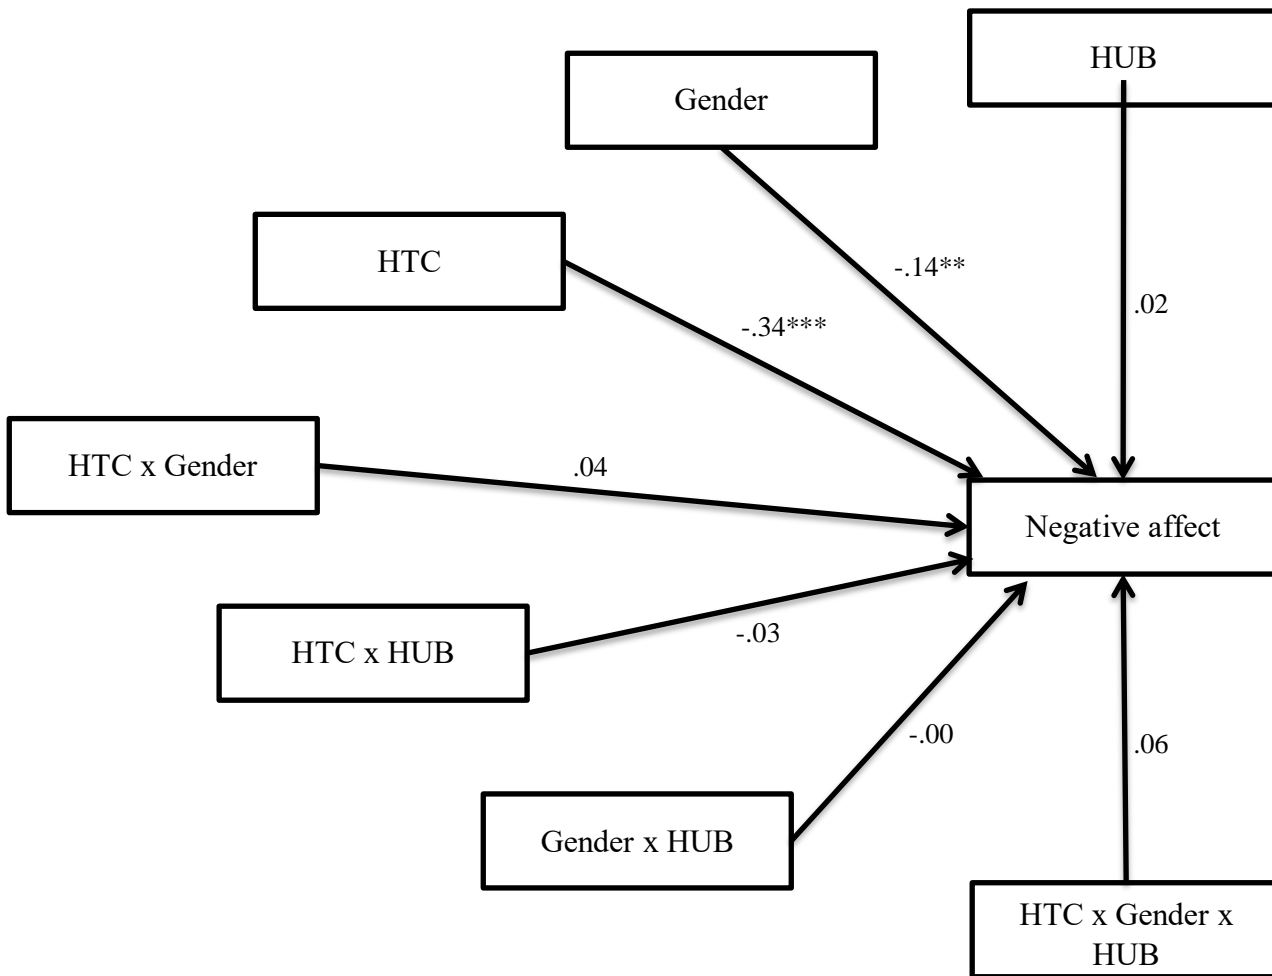 HUB
Gender
HTC
-.14**
.02
-.34***
HTC x Gender
.04
Negative affect
HTC x HUB
-.03
-.00
.06
Gender x HUB
HTC x Gender x
HUB